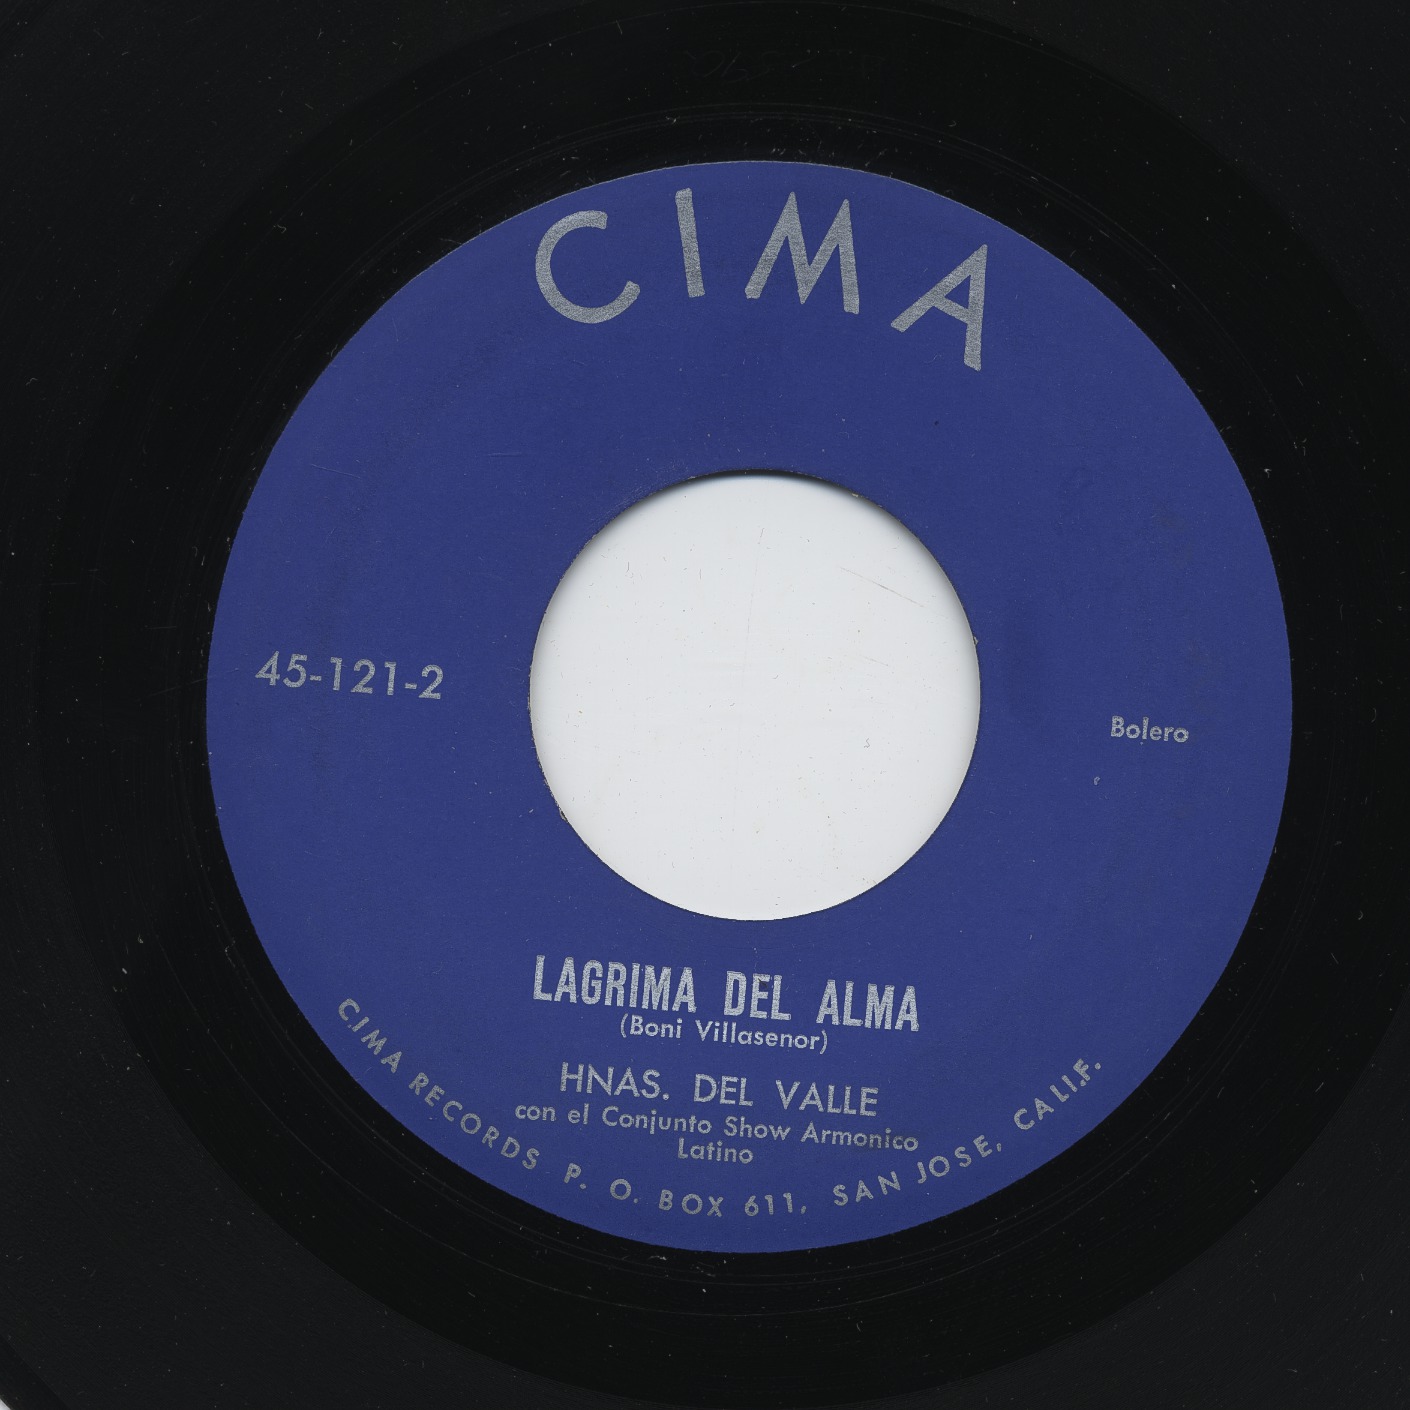 CIMA
45-121-2
Bolero
LAGRIMA DEL ALMA
(Boni Villasenor)
HNAS. DEL VALLE
con el Conjunto Show Armonico
Latino
CIMA RECORDS P. O. BOX 611, SAN JOSE, CALIF.